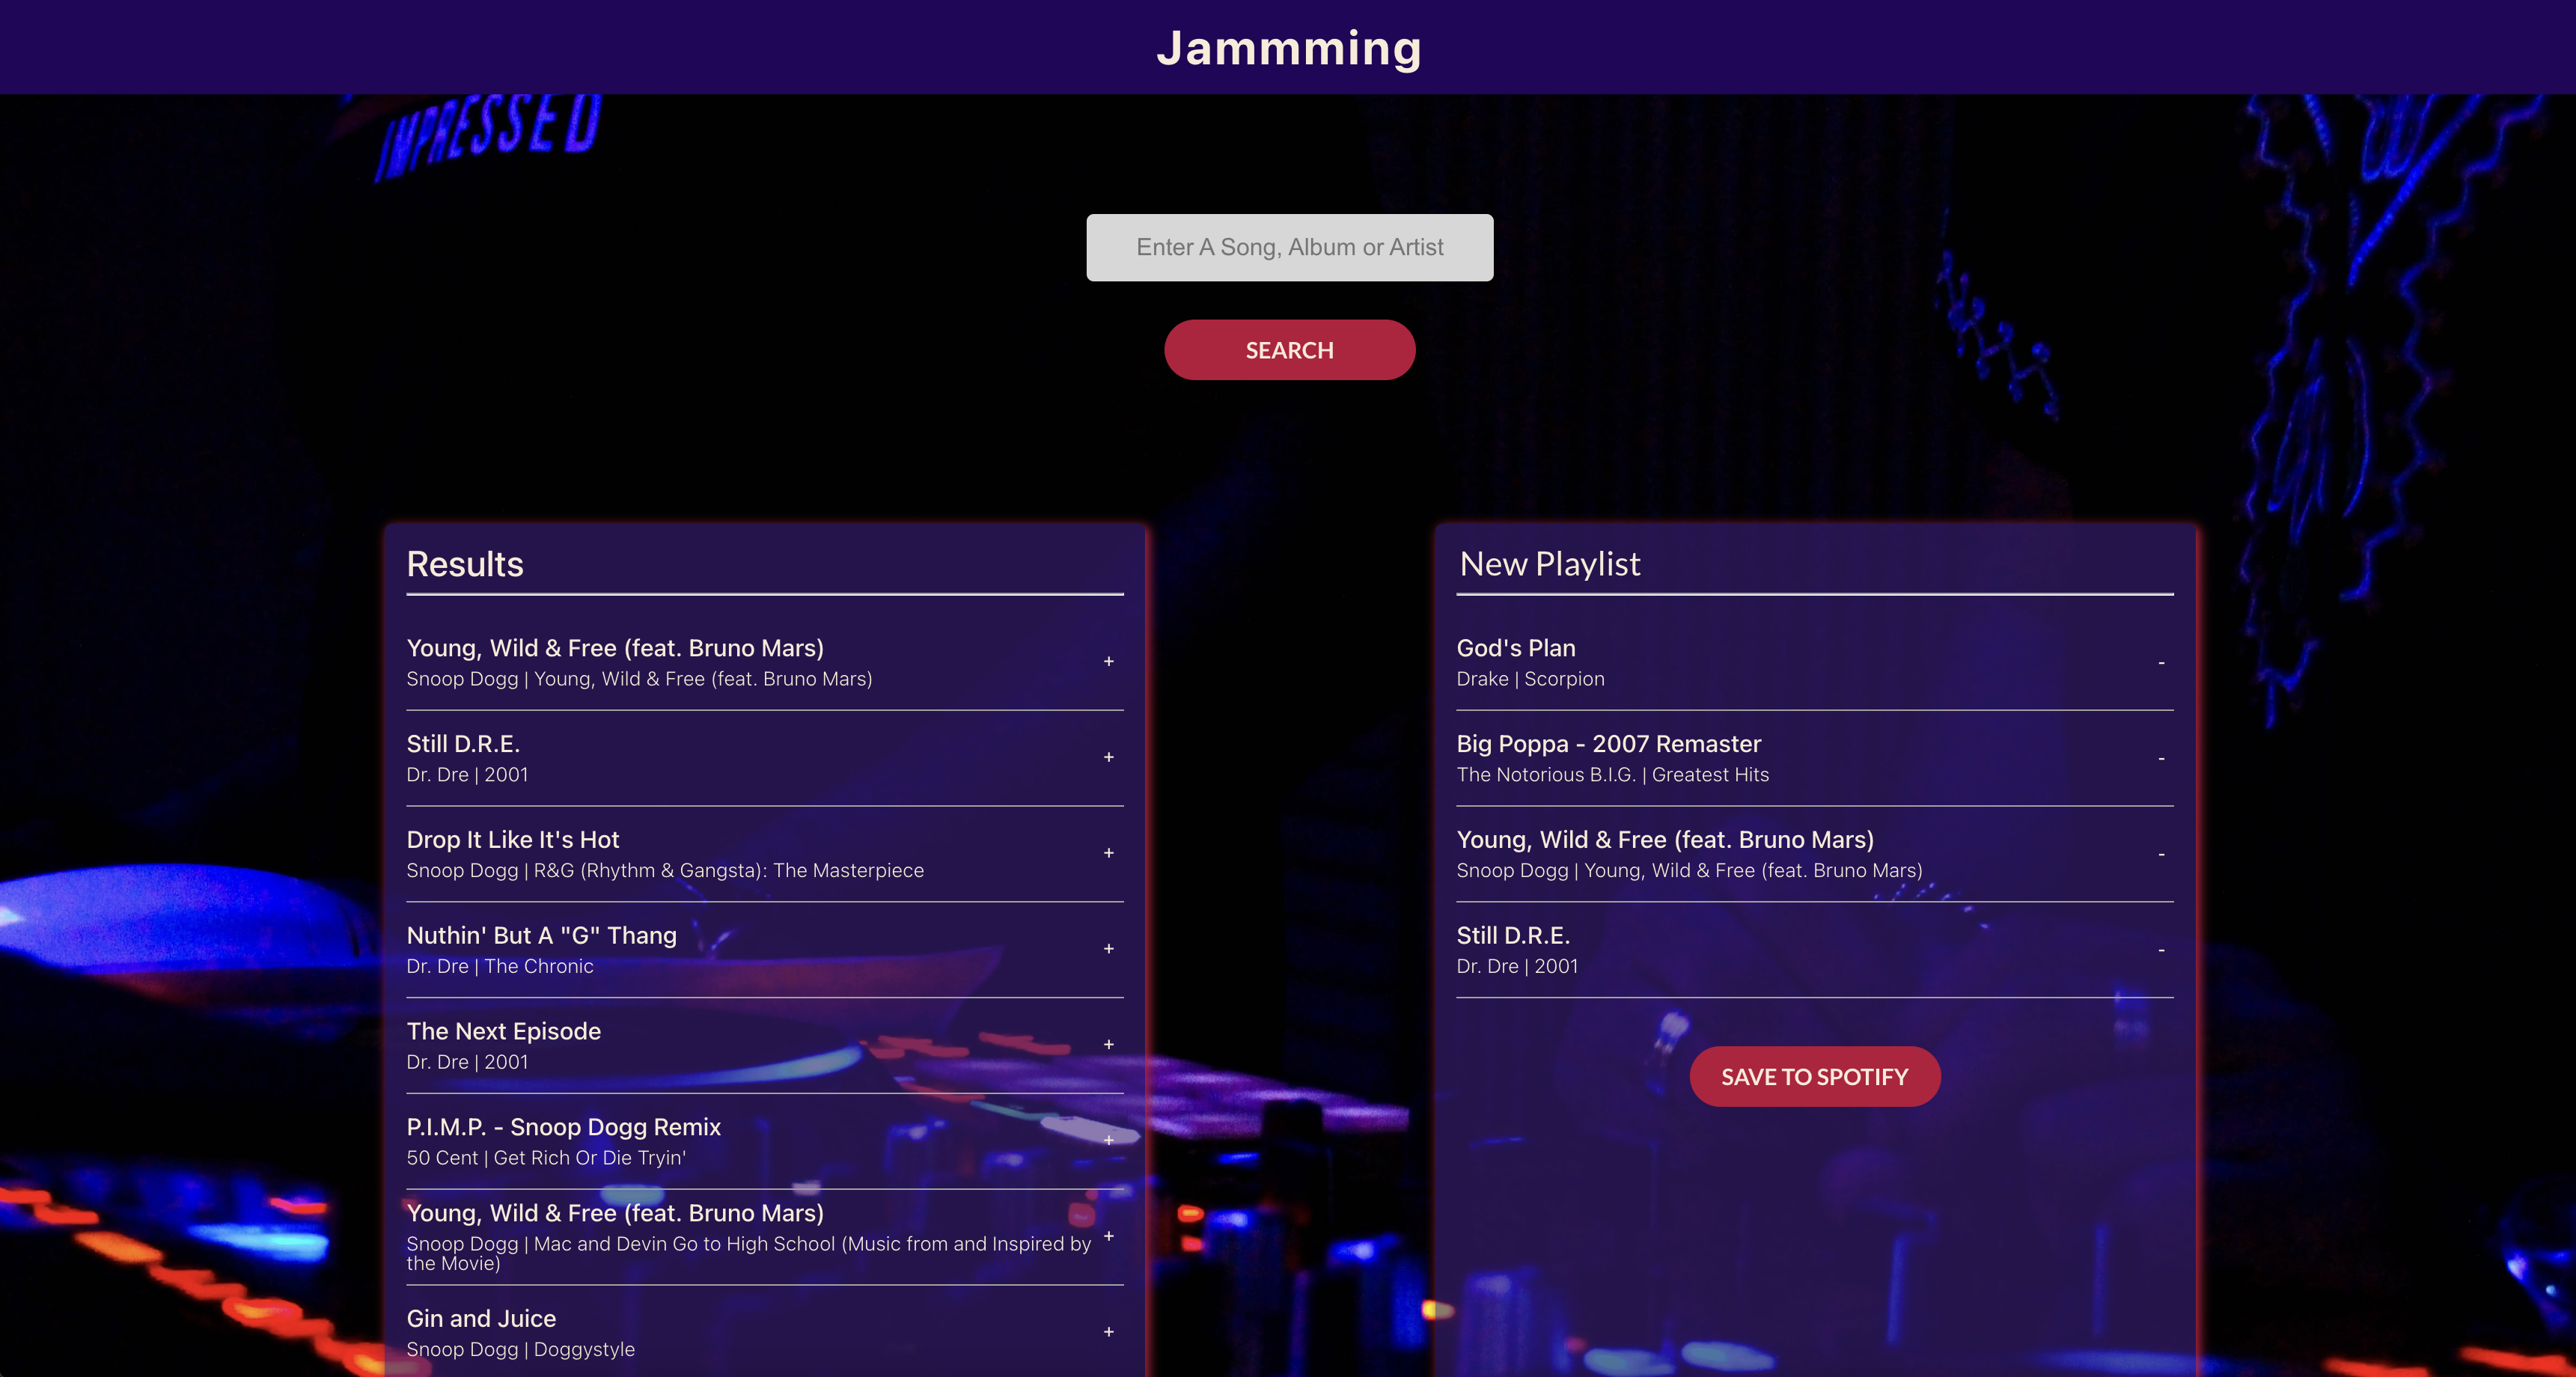 Jammming
IMPRESSED
Enter A Song, Album or Artist
SEARCH
Results
Young, Wild & Free (feat. Bruno Mars)
Snoop Dogg | Young, Wild & Free (feat. Bruno Mars)
+
Still D.R.E.
Dr. Dre | 2001
+
Drop It Like It's Hot
Snoop Dogg | R&G (Rhythm & Gangsta): The Masterpiece
+
Nuthin' But A "G" Thang
Dr. Dre | The Chronic
+
The Next Episode
Dr. Dre | 2001
+
P.I.M.P. - Snoop Dogg Remix
50 Cent | Get Rich Or Die Tryin'
+
Young, Wild & Free (feat. Bruno Mars)
Snoop Dogg | Mac and Devin Go to High School (Music from and Inspired by
the Movie)
+
Gin and Juice
Snoop Dogg | Doggystyle
+
New Playlist
God's Plan
Drake | Scorpion
-
Big Poppa - 2007 Remaster
The Notorious B.I.G. | Greatest Hits
-
Young, Wild & Free (feat. Bruno Mars)
Snoop Dogg | Young, Wild & Free (feat. Bruno Mars)
-
Still D.R.E.
Dr. Dre | 2001
-
SAVE TO SPOTIFY